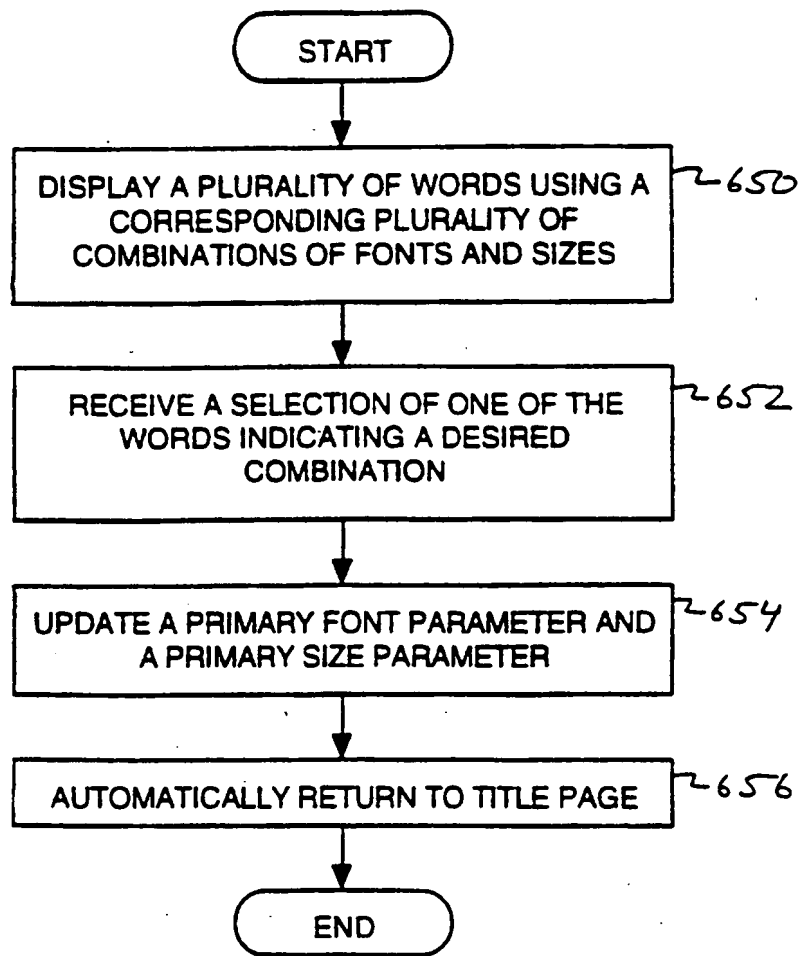 START
DISPLAY A PLURALITY OF WORDS USING A
CORRESPONDING PLURALITY OF
COMBINATIONS OF FONTS AND SIZES
650
RECEIVE A SELECTION OF ONE OF THE
WORDS INDICATING A DESIRED
COMBINATION
652
UPDATE A PRIMARY FONT PARAMETER AND
A PRIMARY SIZE PARAMETER
654
AUTOMATICALLY RETURN TO TITLE PAGE
656
END